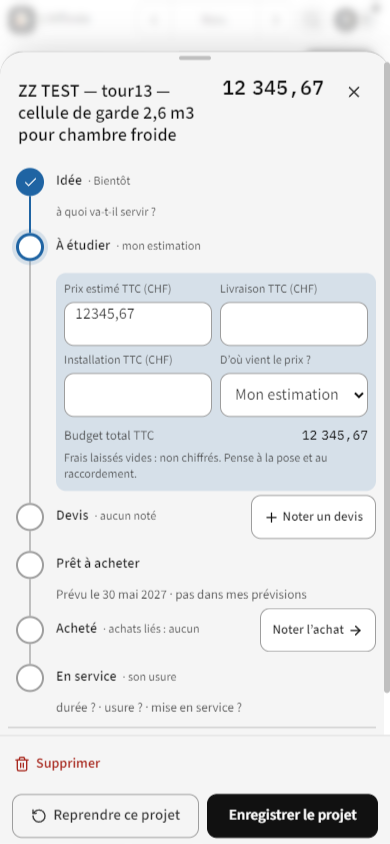 ZZ TEST — tour13 —
cellule de garde 2,6 m3
pour chambre froide
12 345,67
Idée · Bientôt
à quoi va-t-il servir ?
À étudier · mon estimation
Prix estimé TTC (CHF)
Livraison TTC (CHF)
12345,67
Installation TTC (CHF)
D'où vient le prix ?
Mon estimation
Budget total TTC
12 345,67
Frais laissés vides : non chiffrés. Pense à la pose et au
raccordement.
Devis · aucun noté
+ Noter un devis
Prêt à acheter
Prévu le 30 mai 2027 · pas dans mes prévisions
Acheté · achats liés : aucun
Noter l'achat →
En service · son usure
durée ? · usure ? · mise en service ?
Supprimer
Reprendre ce projet
Enregistrer le projet